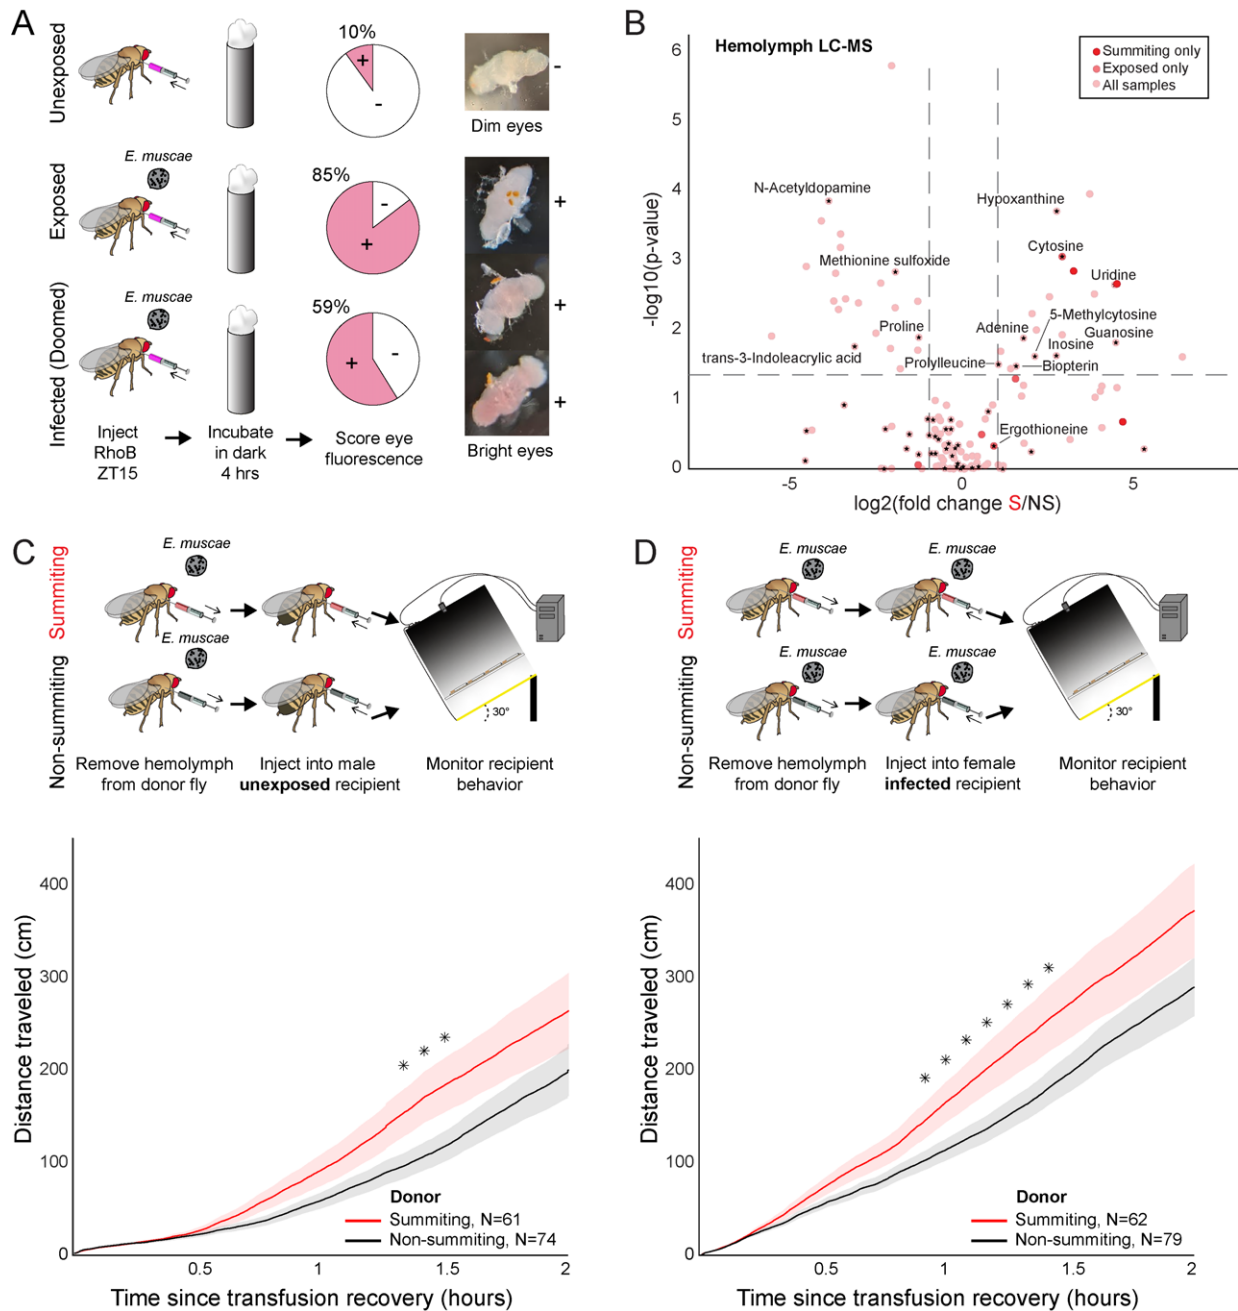 A
Unexposed
10%
+
-
-
Dim eyes
E. muscae
Exposed
85%
-
+
+
E. muscae
Infected (Doomed)
59%
+
-
+
+
Inject
RhoB
ZT15
Incubate
in dark
4 hrs
Score eye
fluorescence
Bright eyes
B
Hemolymph LC-MS
Summiting only
Exposed only
All samples
-log10(p-value)
6
5
4
3
2
1
0
N-Acetyldopamine
Hypoxanthine
Cytosine
Methionine sulfoxide
Uridine
5-Methylcytosine
Proline
Adenine
Guanosine
Inosine
trans-3-Indoleacrylic acid
Prolylleucine
Biopterin
Ergothioneine
-5
0
5
log2(fold change S/NS)
C
Summiting
E. muscae
Non-summiting
E. muscae
30°
Remove hemolymph
from donor fly
Inject into male
unexposed recipient
Monitor recipient
behavior
Distance traveled (cm)
400
300
200
100
0
* * *
Donor
Summiting, N=61
Non-summiting, N=74
0.5
1
1.5
2
Time since transfusion recovery (hours)
D
Summiting
E. muscae
E. muscae
Non-summiting
E. muscae
E. muscae
30°
Remove hemolymph
from donor fly
Inject into female
infected recipient
Monitor recipient
behavior
Distance traveled (cm)
400
300
200
100
0
* * * * * * *
Donor
Summiting, N=62
Non-summiting, N=79
0.5
1
1.5
2
Time since transfusion recovery (hours)